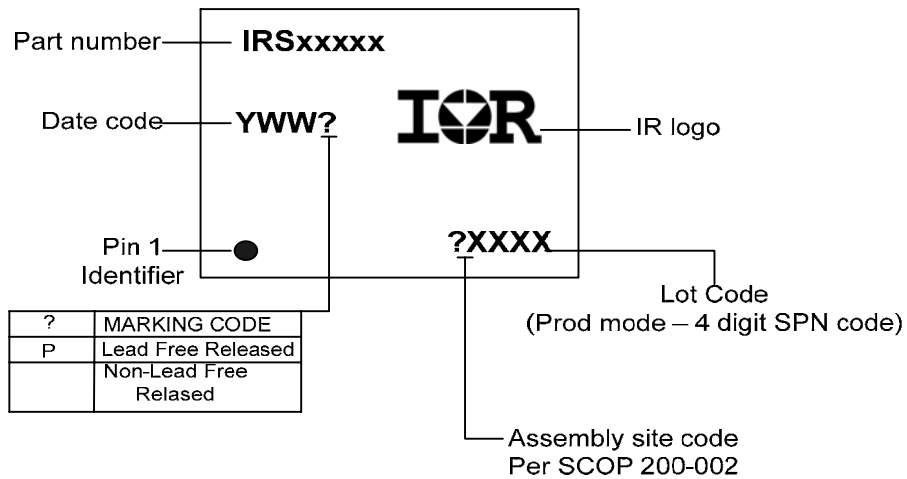 Part number
IRSxxxxx
Date code
YWW?
IOR
IR logo
Pin 1
Identifier
?XXXX
Lot Code
(Prod mode – 4 digit SPN code)
? MARKING CODE
P Lead Free Released
Non-Lead Free
Relased
Assembly site code
Per SCOP 200-002